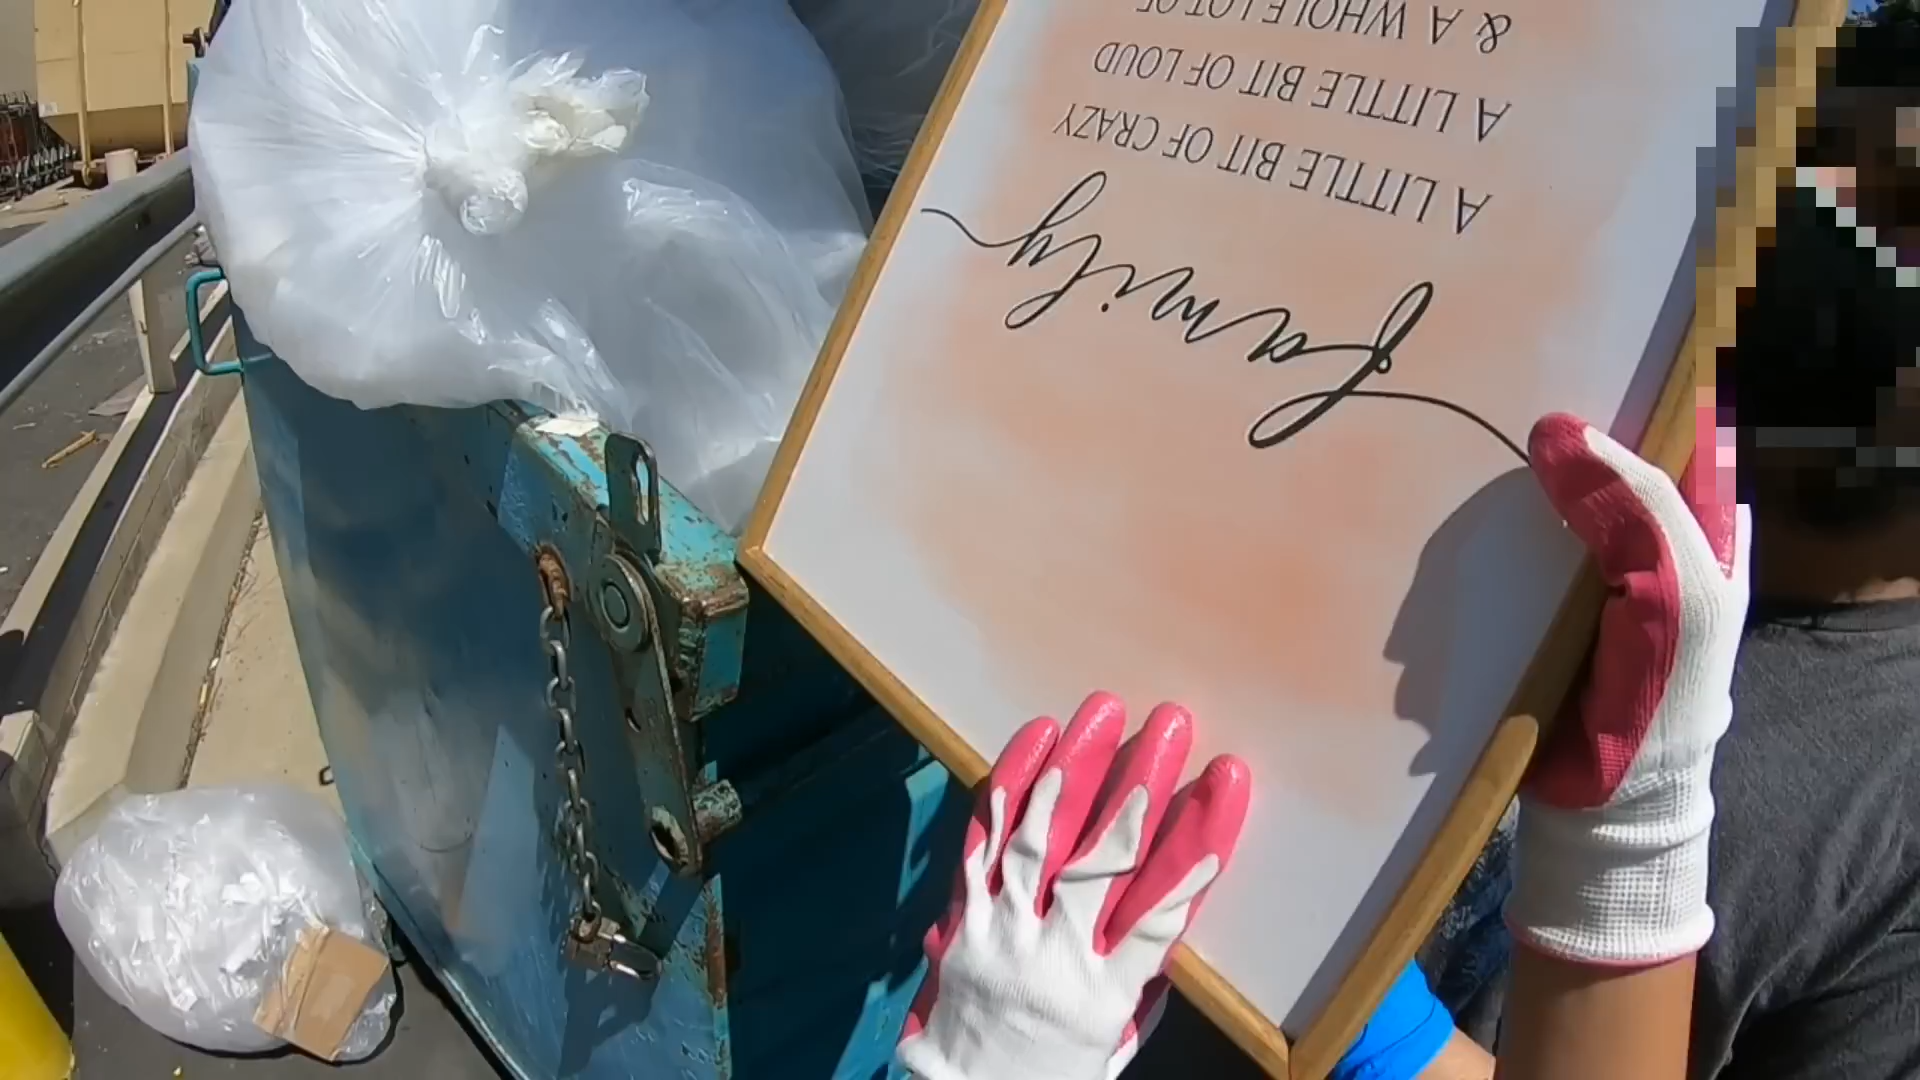 family
A LITTLE BIT OF CRAZY
A LITTLE BIT OF LOUD
& A WHOLE LOT OF